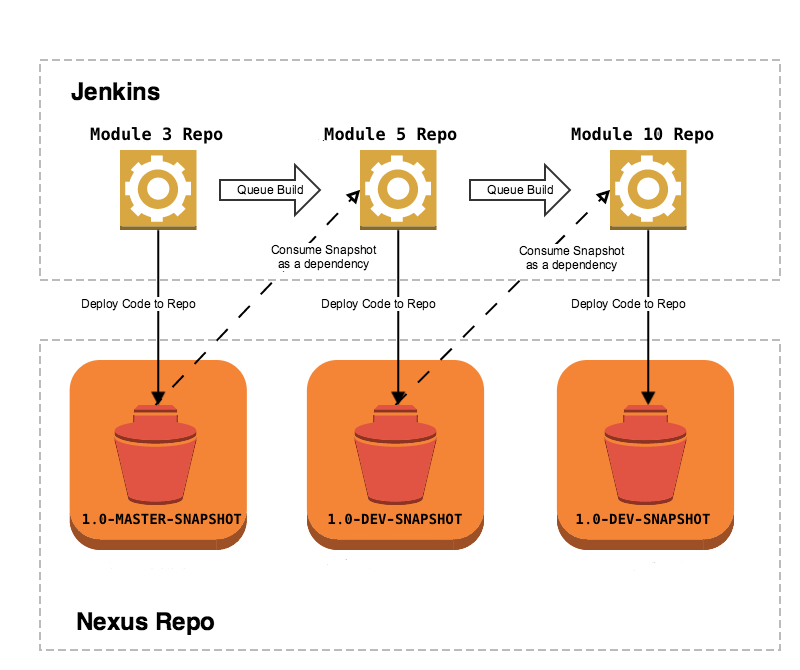 Jenkins
Module 3 Repo
Module 5 Repo
Module 10 Repo
Queue Build
Queue Build
Consume Snapshot
as a dependency
Consume Snapshot
as a dependency
Deploy Code to Repo
Deploy Code to Repo
Deploy Code to Repo
1.0-MASTER-SNAPSHOT
1.0-DEV-SNAPSHOT
1.0-DEV-SNAPSHOT
Nexus Repo